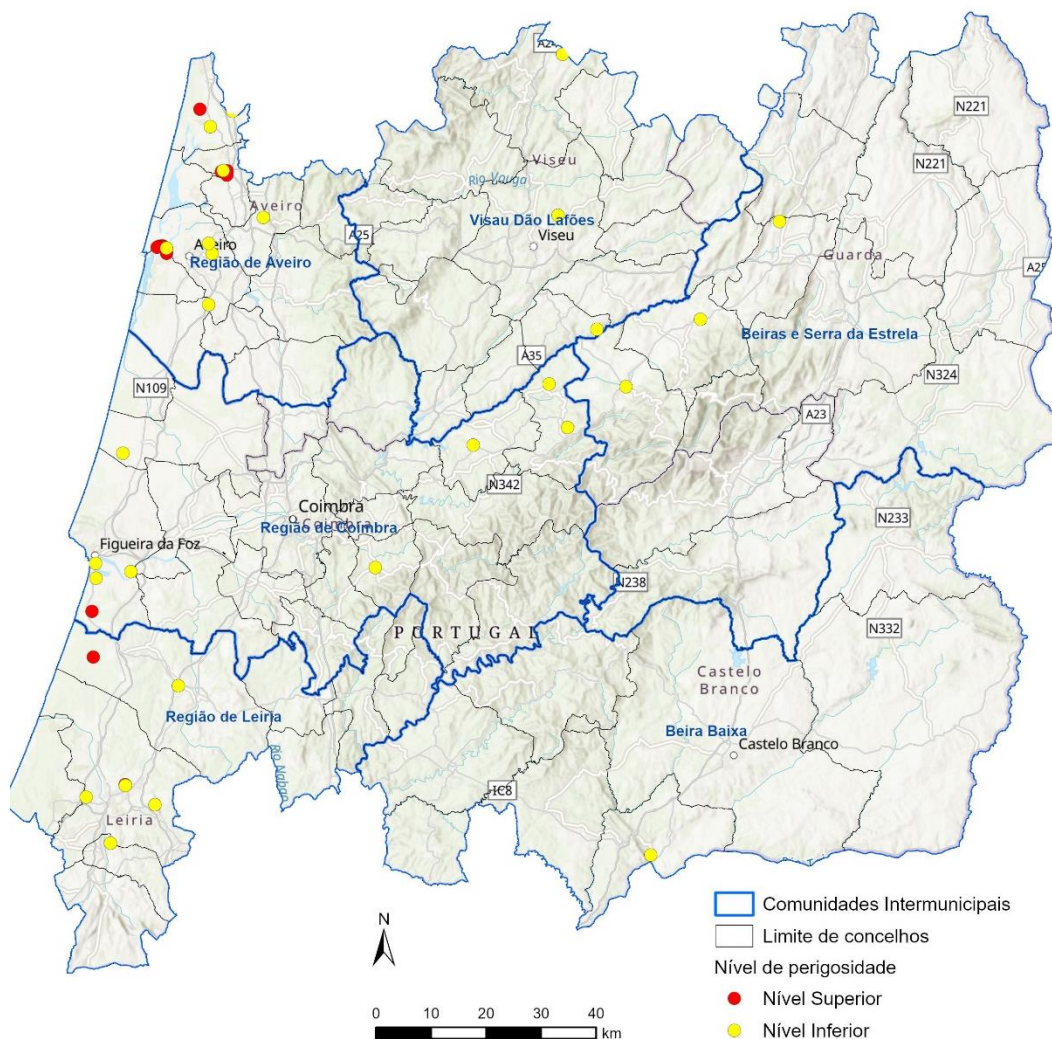 A24
N221
N221
Viseu
Rio Vouga
Visau Dão Lafões
Viseu
Aveiro
A25
Aveiro
Região de Aveiro
Guarda
A25
Beiras e Serra da Estrela
A35
N324
N109
A23
N342
Coimbra
Coimbra
Região de Coimbra
N233
Figueira da Foz
N238
PORTUGAL
N332
Castelo
Branco
Região de Leiria
Beira Baixa
Castelo Branco
IC8
Leiria
N
0 10 20 30 40
km
Comunidades Intermunicipais
Limite de concelhos
Nível de perigosidade
Nível Superior
Nível Inferior